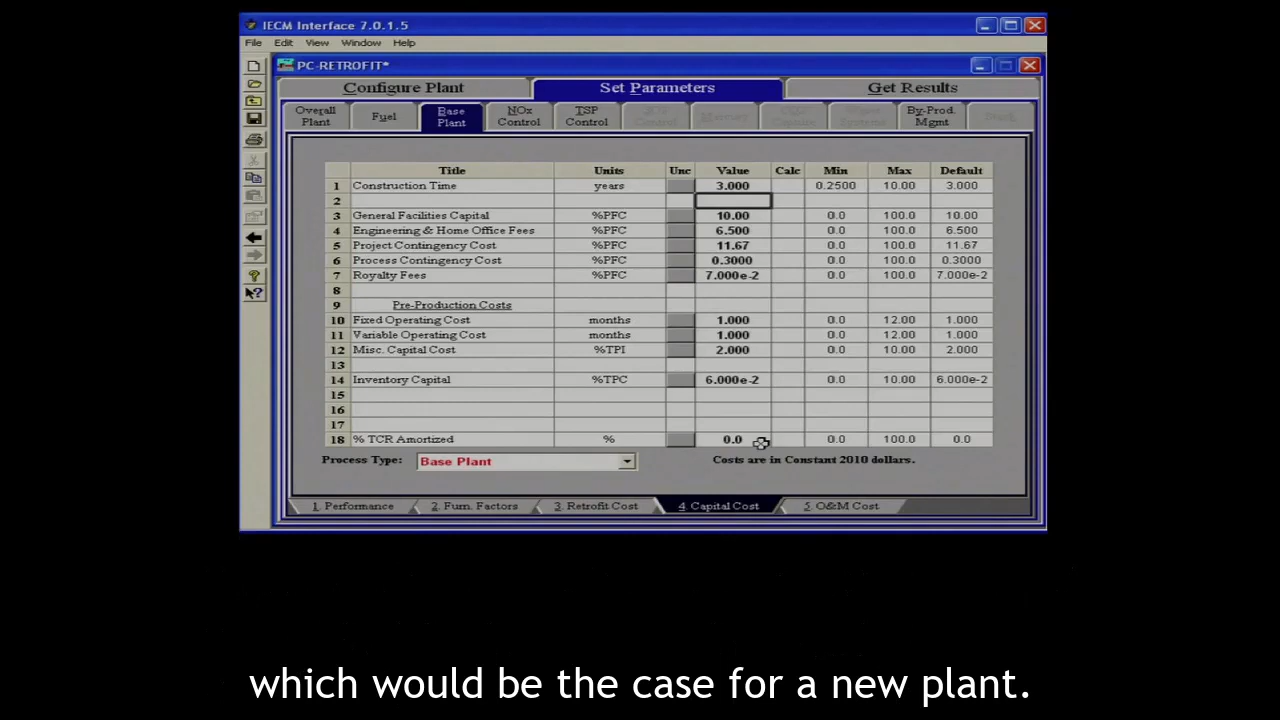 IECM Interface 7.0.1.5
File Edit View Window Help
PC-RETROFIT*
Configure Plant Set Parameters Get Results
Overall Plant Fuel Base Plant NOx Control TSP Control By-Prod. Mgmt
Title Units Unc Value Calc Min Max Default
1 Construction Time years 3.000 0.2500 10.00 3.000
2
3 General Facilities Capital %PFC 10.00 0.0 100.0 10.00
4 Engineering & Home Office Fees %PFC 6.500 0.0 100.0 6.500
5 Project Contingency Cost %PFC 11.67 0.0 100.0 11.67
6 Process Contingency Cost %PFC 0.3000 0.0 100.0 0.3000
7 Royalty Fees %PFC 7.000e-2 0.0 100.0 7.000e-2
8
9 Pre-Production Costs
10 Fixed Operating Cost months 1.000 0.0 12.00 1.000
11 Variable Operating Cost months 1.000 0.0 12.00 1.000
12 Misc. Capital Cost %TPI 2.000 0.0 10.00 2.000
13
14 Inventory Capital %TPC 6.000e-2 0.0 10.00 6.000e-2
15
16
17
18 % TCR Amortized % 0.0 0.0 100.0 0.0
Process Type: Base Plant Costs are in Constant 2010 dollars.
1. Performance 2. Furn. Factors 3. Retrofit Cost 4. Capital Cost 5. O&M Cost
which would be the case for a new plant.